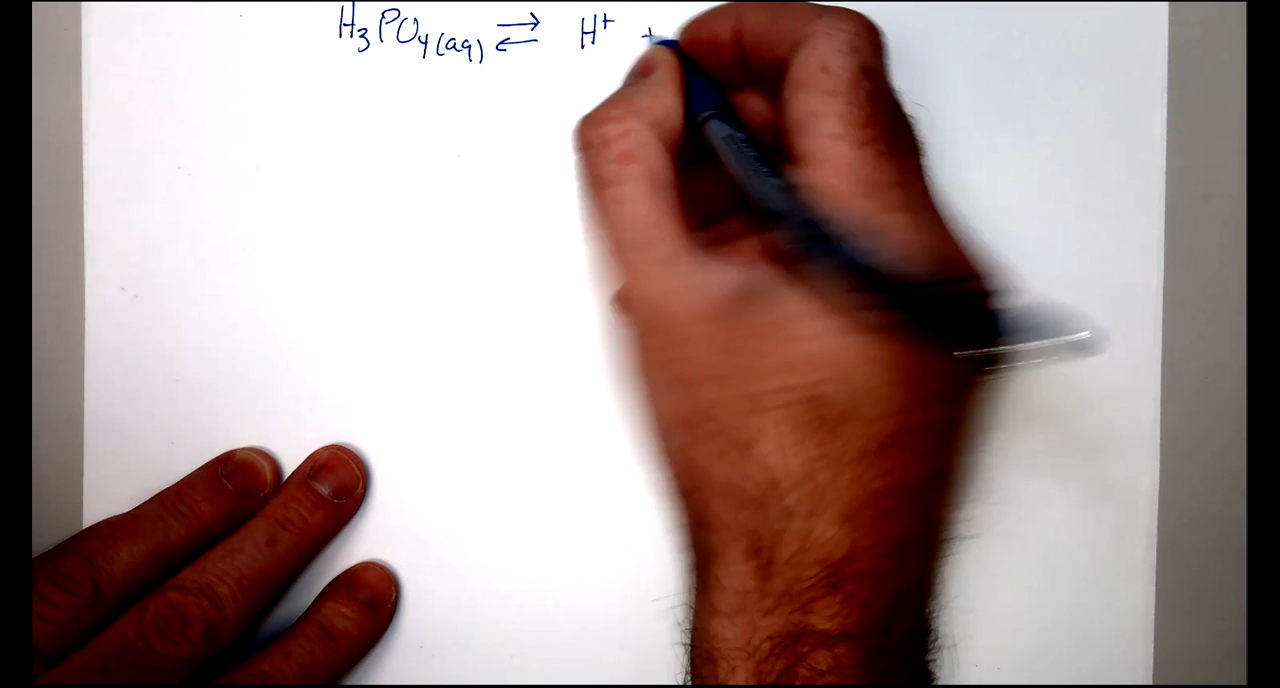 H₃PO₄(aq) ⇌ H⁺ +